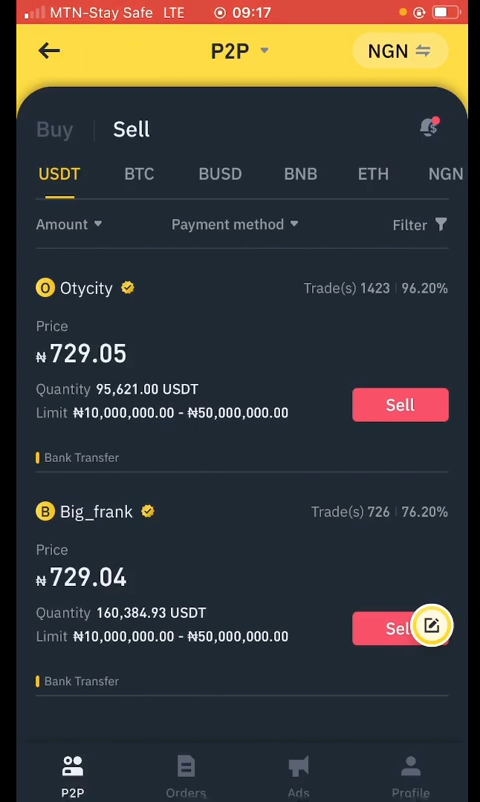 MTN-Stay Safe LTE 09:17
P2P NGN
Buy Sell
USDT BTC BUSD BNB ETH NGN
Amount Payment method Filter
O Otycity Trade(s) 1423 96.20%
Price
₦729.05
Quantity 95,621.00 USDT
Limit ₦10,000,000.00 - ₦50,000,000.00
Sell
Bank Transfer
B Big_frank Trade(s) 726 76.20%
Price
₦729.04
Quantity 160,384.93 USDT
Limit ₦10,000,000.00 - ₦50,000,000.00
Sel
Bank Transfer
P2P Orders Ads Profile